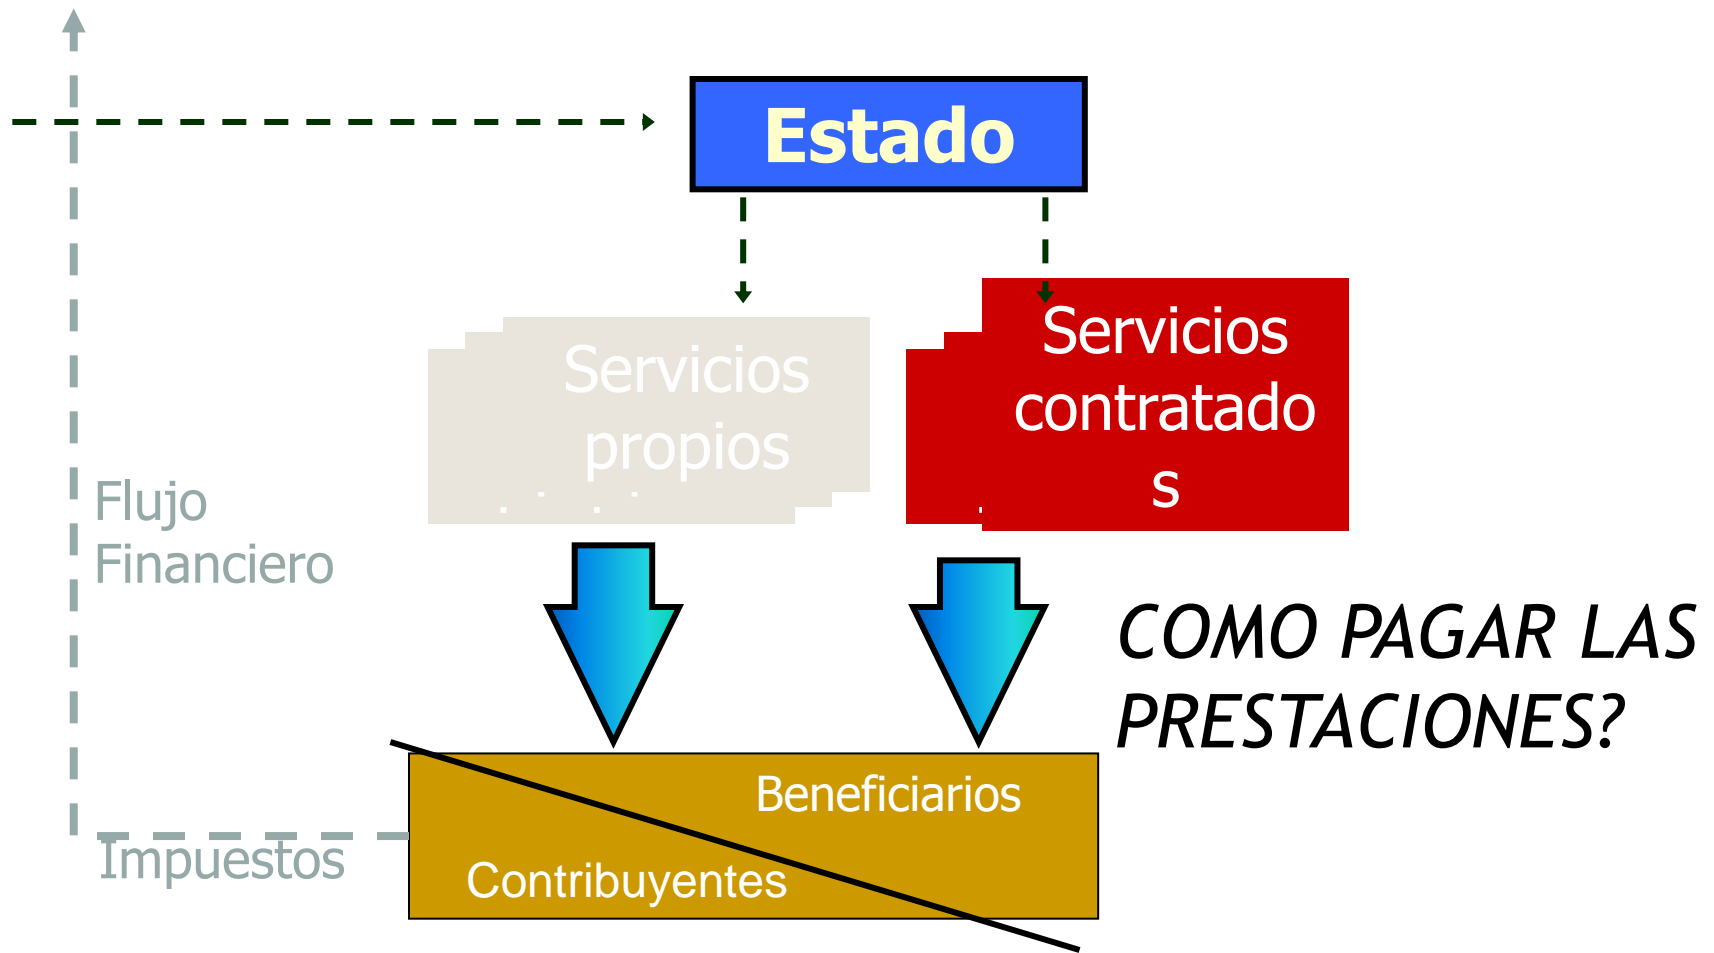 Estado
Servicios
propios
Servicios
contratado
s
Flujo
Financiero
COMO PAGAR LAS
PRESTACIONES?
Beneficiarios
Contribuyentes
Impuestos